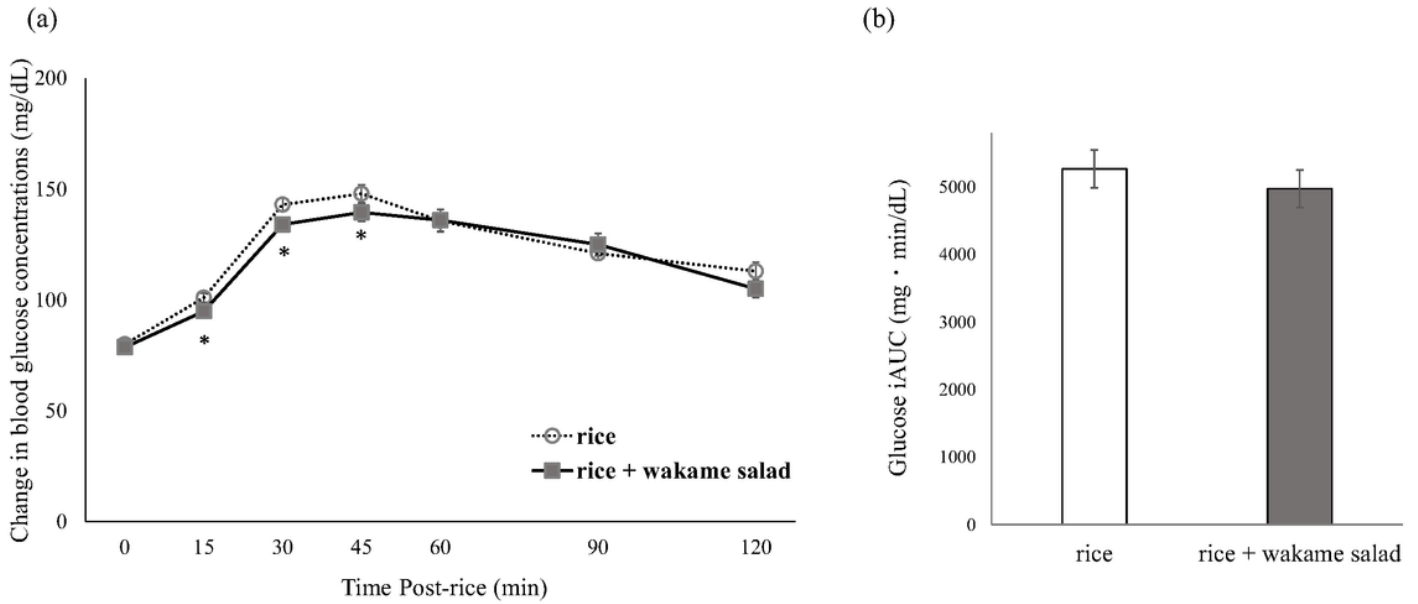 (a)
Change in blood glucose concentrations (mg/dL)
200
150
100
50
0
*
*
*
rice
rice + wakame salad
0 15 30 45 60 90 120
Time Post-rice (min)
(b)
Glucose iAUC (mg・min/dL)
5000
4000
3000
2000
1000
0
rice rice + wakame salad